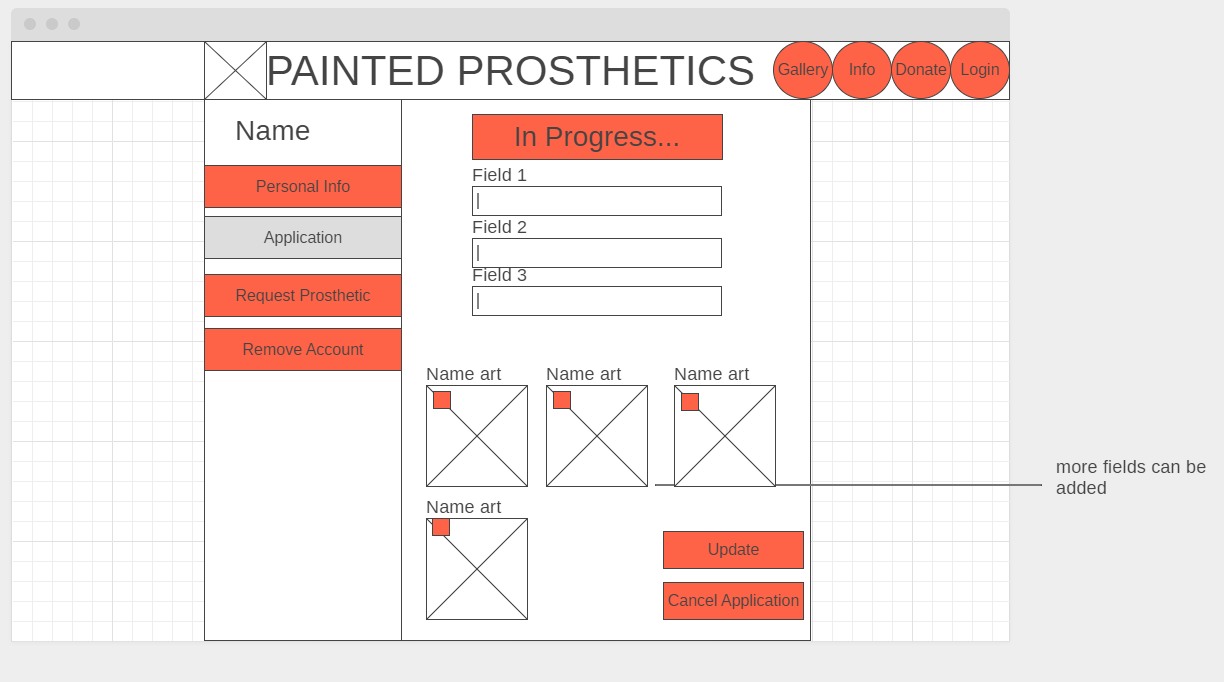 PAINTED PROSTHETICS
Gallery
Info
Donate
Login
Name
Personal Info
Application
Request Prosthetic
Remove Account
In Progress...
Field 1
Field 2
Field 3
Name art
Name art
Name art
more fields can be
added
Name art
Update
Cancel Application